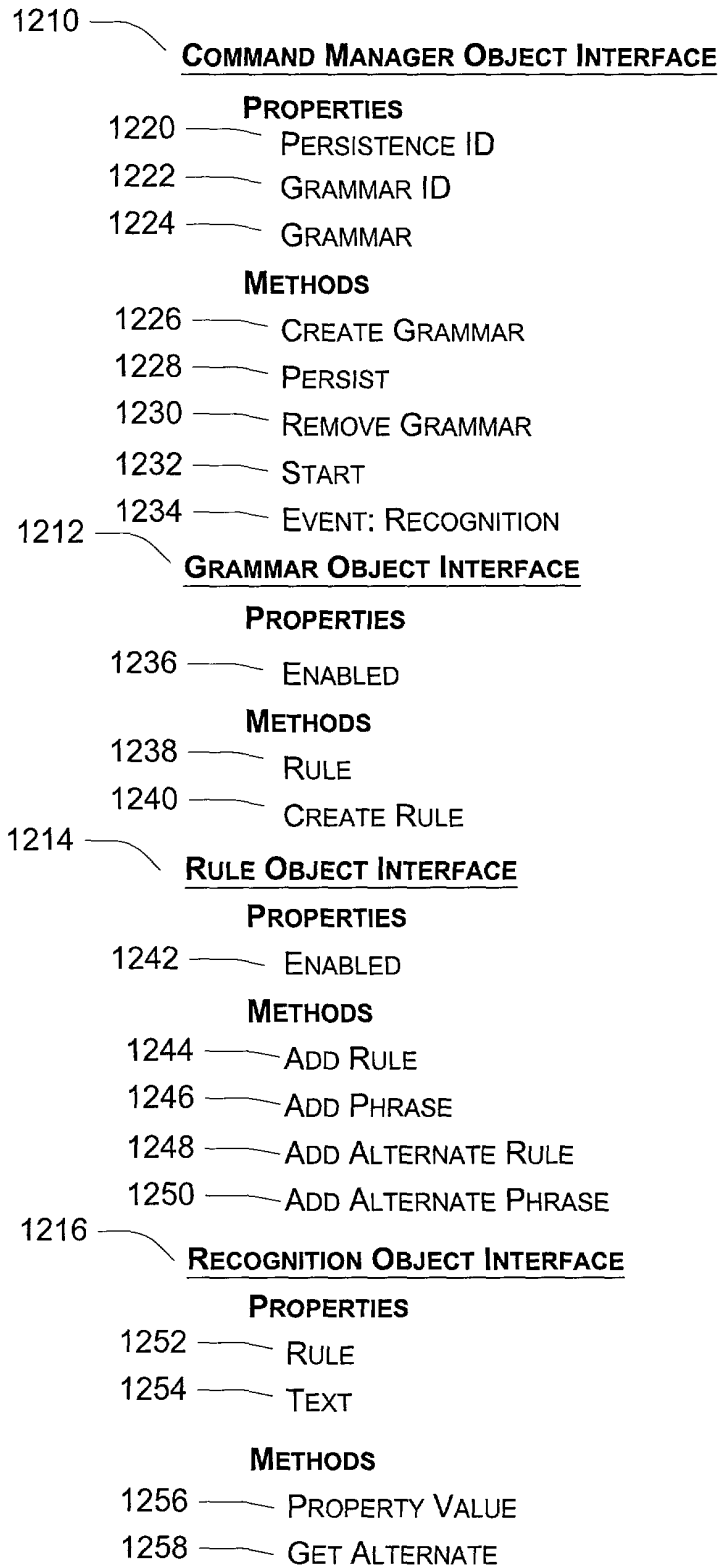 1210
COMMAND MANAGER OBJECT INTERFACE
PROPERTIES
1220 PERSISTENCE ID
1222 GRAMMAR ID
1224 GRAMMAR
METHODS
1226 CREATE GRAMMAR
1228 PERSIST
1230 REMOVE GRAMMAR
1232 START
1234 EVENT: RECOGNITION
1212
GRAMMAR OBJECT INTERFACE
PROPERTIES
1236 ENABLED
METHODS
1238 RULE
1240 CREATE RULE
1214
RULE OBJECT INTERFACE
PROPERTIES
1242 ENABLED
METHODS
1244 ADD RULE
1246 ADD PHRASE
1248 ADD ALTERNATE RULE
1250 ADD ALTERNATE PHRASE
1216
RECOGNITION OBJECT INTERFACE
PROPERTIES
1252 RULE
1254 TEXT
METHODS
1256 PROPERTY VALUE
1258 GET ALTERNATE